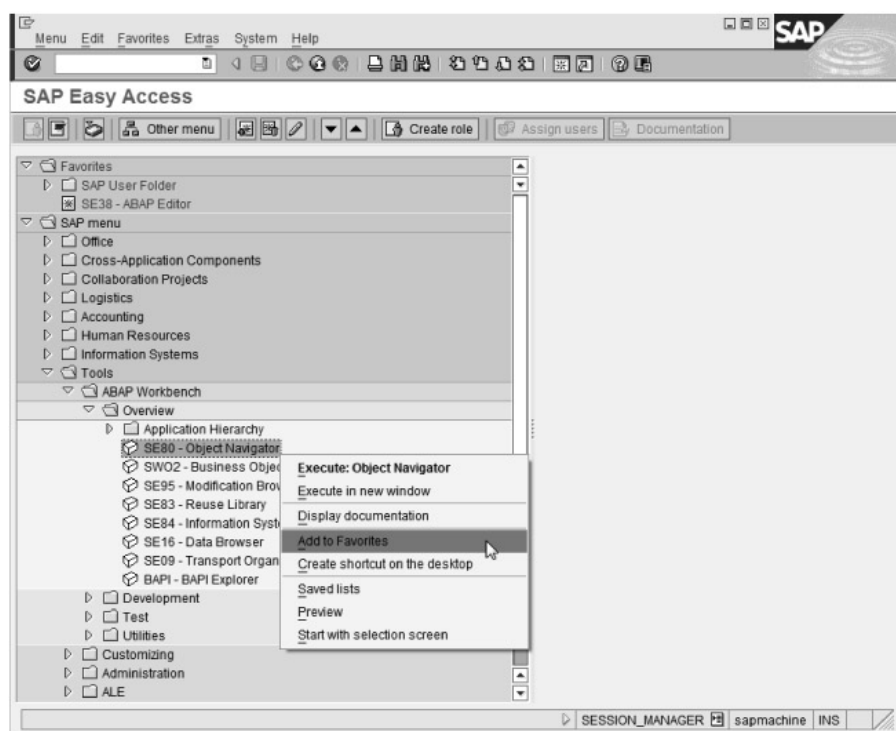 Menu Edit Favorites Extras System Help
SAP
SAP Easy Access
Other menu Create role Assign users Documentation
Favorites
SAP User Folder
SE38 - ABAP Editor
SAP menu
Office
Cross-Application Components
Collaboration Projects
Logistics
Accounting
Human Resources
Information Systems
Tools
ABAP Workbench
Overview
Application Hierarchy
SE80 - Object Navigator
SWO2 - Business Objec
SE95 - Modification Brow
SE83 - Reuse Library
SE84 - Information Syst
SE16 - Data Browser
SE09 - Transport Organ
BAPI - BAPI Explorer
Development
Test
Utilities
Customizing
Administration
ALE
Execute: Object Navigator
Execute in new window
Display documentation
Add to Favorites
Create shortcut on the desktop
Saved lists
Preview
Start with selection screen
SESSION_MANAGER sapmachine INS